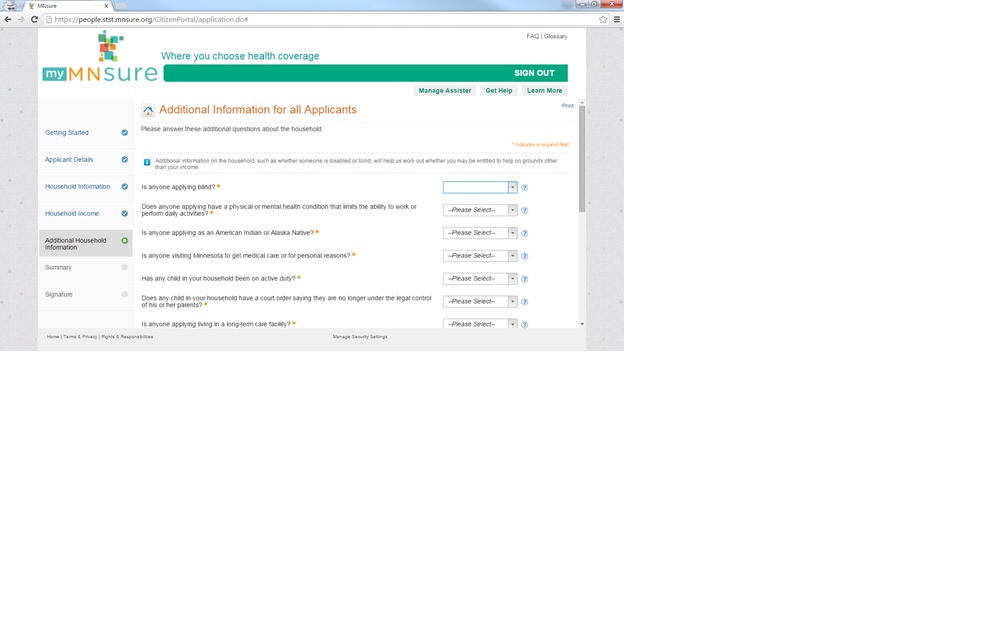 MNsure
https://people.stst.mnsure.org/CitizenPortal/application.do#
FAQ | Glossary
my MNsure
Where you choose health coverage
SIGN OUT
Manage Assister
Get Help
Learn More
Print
Additional Information for all Applicants
Please answer these additional questions about the household.
* Indicates a required field
Additional information on the household, such as whether someone is disabled or blind, will help us work out whether you may be entitled to help on grounds other
than your income.
Getting Started
Applicant Details
Household Information
Household Income
Additional Household
Information
Summary
Signature
Is anyone applying blind? *
Does anyone applying have a physical or mental health condition that limits the ability to work or
perform daily activities? *
--Please Select--
Is anyone applying as an American Indian or Alaska Native? *
--Please Select--
Is anyone visiting Minnesota to get medical care or for personal reasons? *
--Please Select--
Has any child in your household been on active duty? *
--Please Select--
Does any child in your household have a court order saying they are no longer under the legal control
of his or her parents? *
--Please Select--
Is anyone applying living in a long-term care facility? *
--Please Select--
Home | Terms & Privacy | Rights & Responsibilities
Manage Security Settings